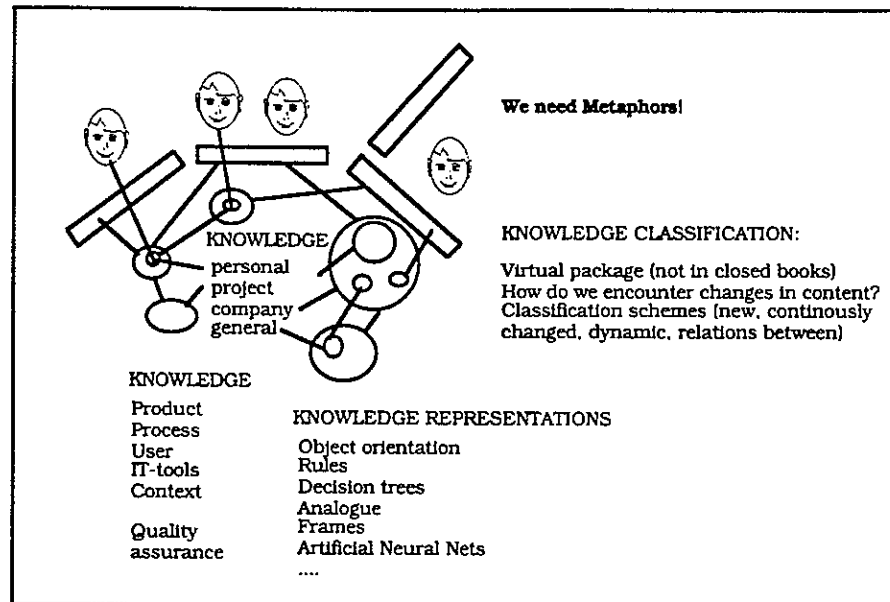 We need Metaphors!
KNOWLEDGE
personal
project
company
general
KNOWLEDGE CLASSIFICATION:
Virtual package (not in closed books)
How do we encounter changes in content?
Classification schemes (new, continously
changed, dynamic, relations between)
KNOWLEDGE
Product
Process
User
IT-tools
Context
Quality
assurance
KNOWLEDGE REPRESENTATIONS
Object orientation
Rules
Decision trees
Analogue
Frames
Artificial Neural Nets
....